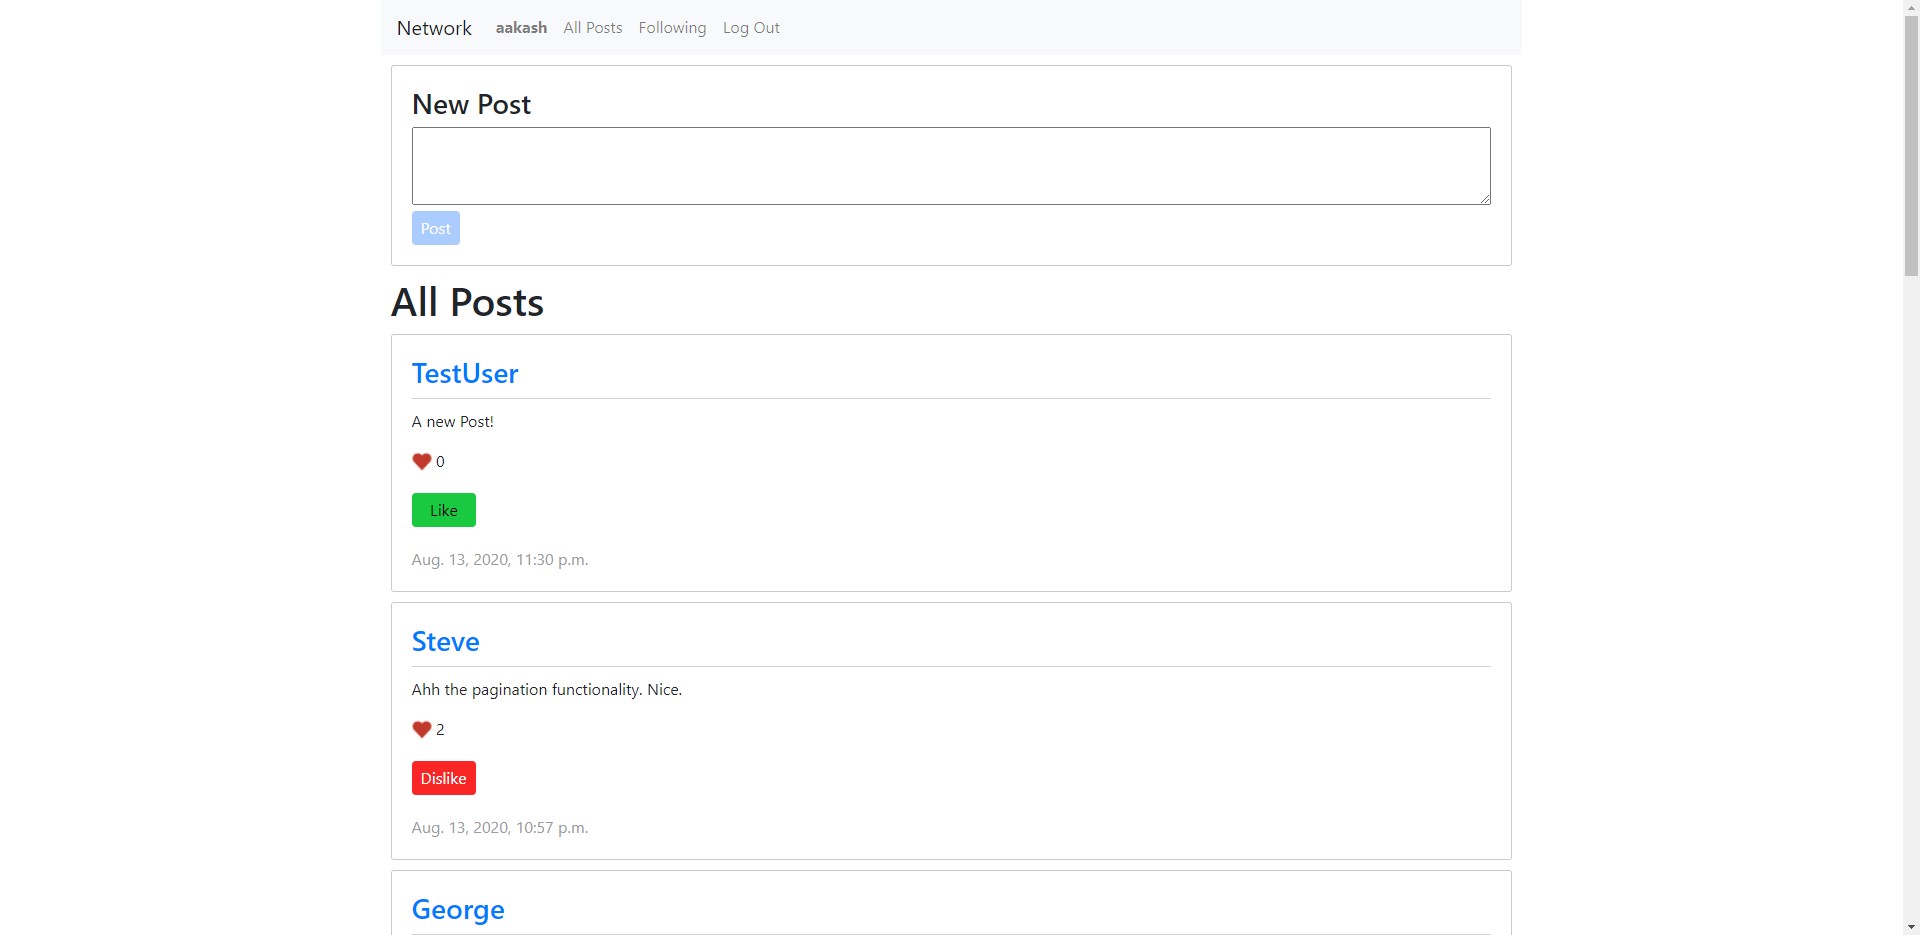 Network aakash All Posts Following Log Out
New Post
Post
All Posts
TestUser
A new Post!
0
Like
Aug. 13, 2020, 11:30 p.m.
Steve
Ahh the pagination functionality. Nice.
2
Dislike
Aug. 13, 2020, 10:57 p.m.
George